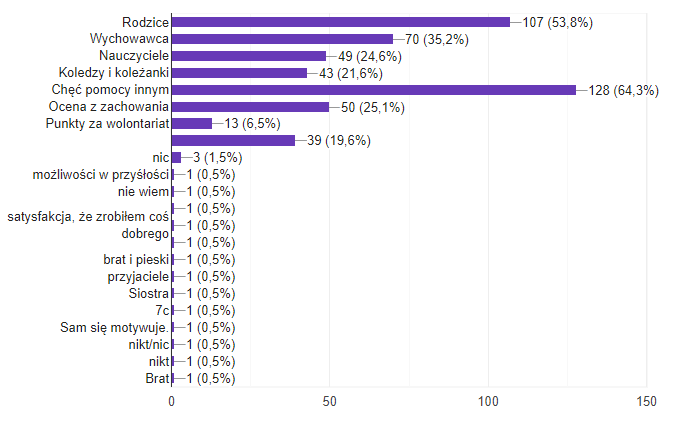 Rodzice 107 (53,8%)
Wychowawca 70 (35,2%)
Nauczyciele 49 (24,6%)
Koledzy i koleżanki 43 (21,6%)
Chęć pomocy innym 128 (64,3%)
Ocena z zachowania 50 (25,1%)
Punkty za wolontariat 13 (6,5%)
39 (19,6%)
nic 3 (1,5%)
możliwości w przyśłości 1 (0,5%)
nie wiem 1 (0,5%)
1 (0,5%)
satysfakcja, że zrobiłem coś
dobrego 1 (0,5%)
1 (0,5%)
brat i pieski 1 (0,5%)
przyjaciele 1 (0,5%)
Siostra 1 (0,5%)
7c 1 (0,5%)
Sam się motywuje. 1 (0,5%)
nikt/nic 1 (0,5%)
nikt 1 (0,5%)
Brat 1 (0,5%)
0 50 100 150